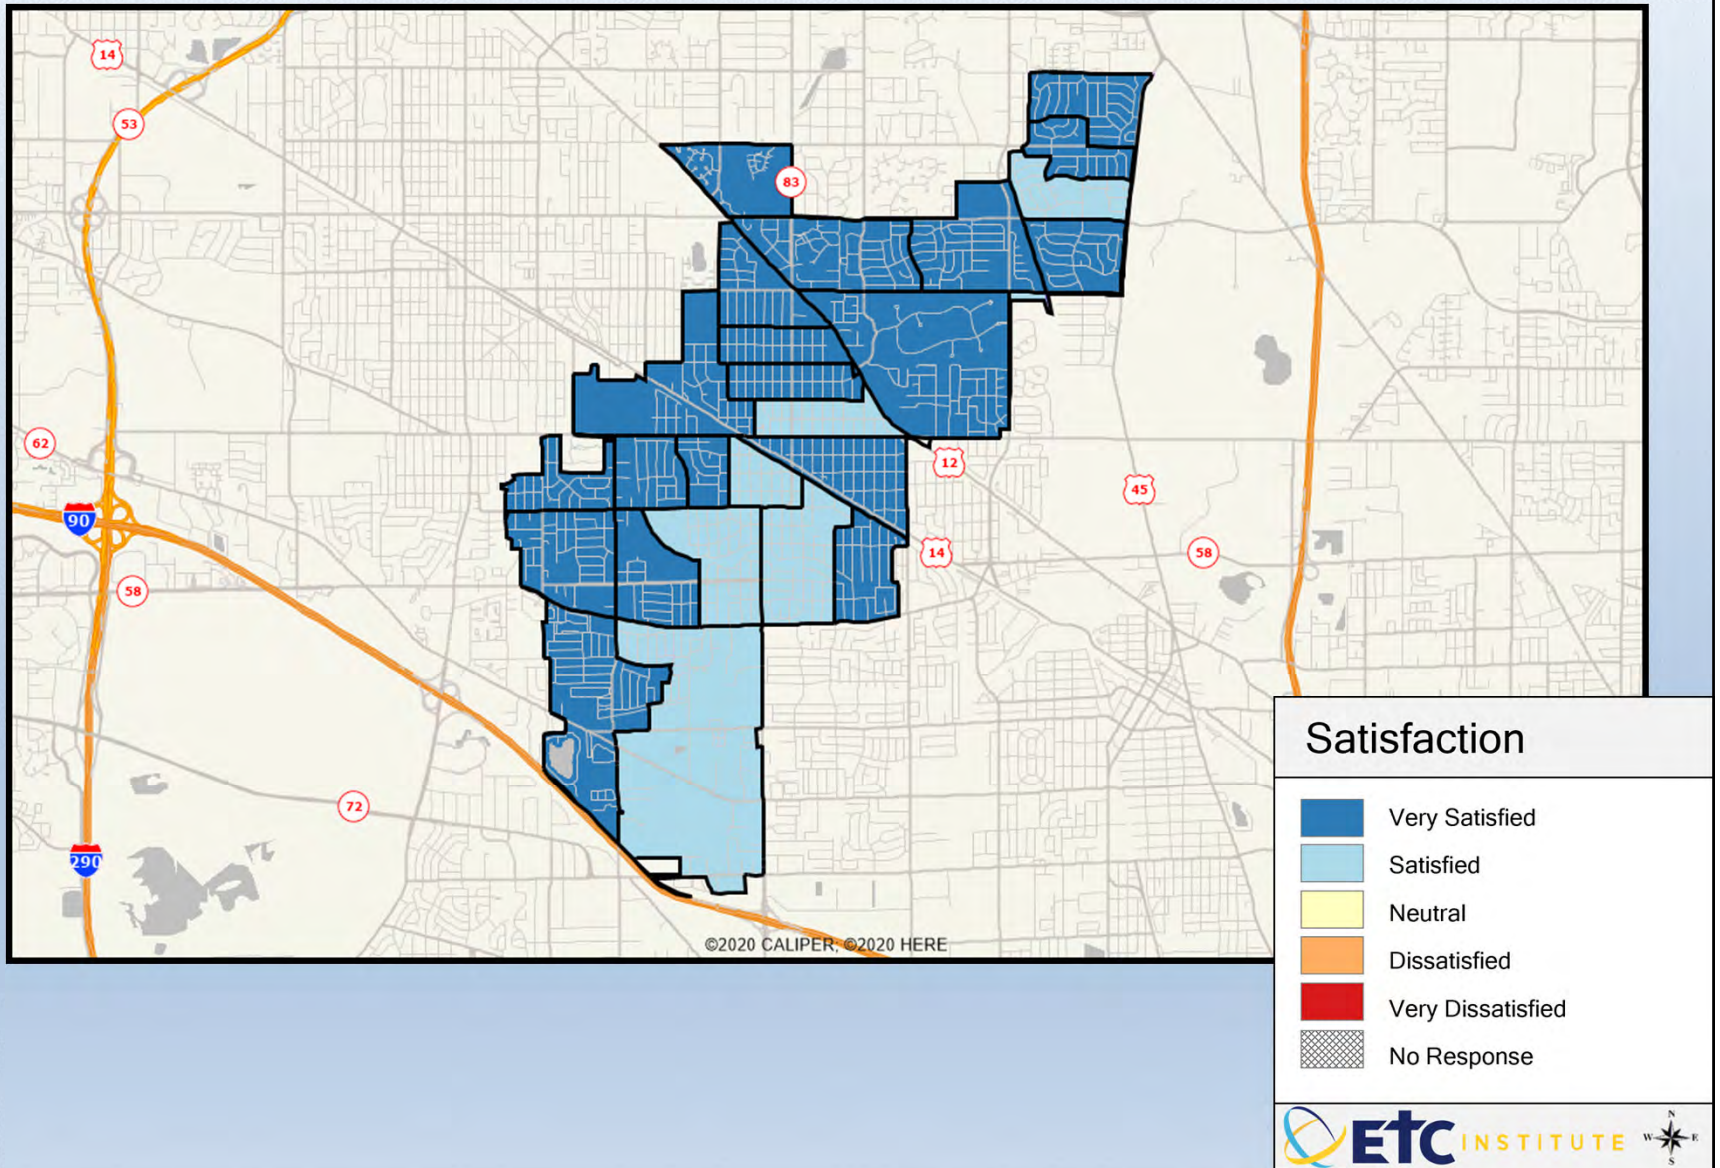 14
53
83
62
12
45
90
14
58
58
72
290
©2020 CALIPER; ©2020 HERE
Satisfaction
Very Satisfied
Satisfied
Neutral
Dissatisfied
Very Dissatisfied
No Response
N
W E
S
ETC INSTITUTE